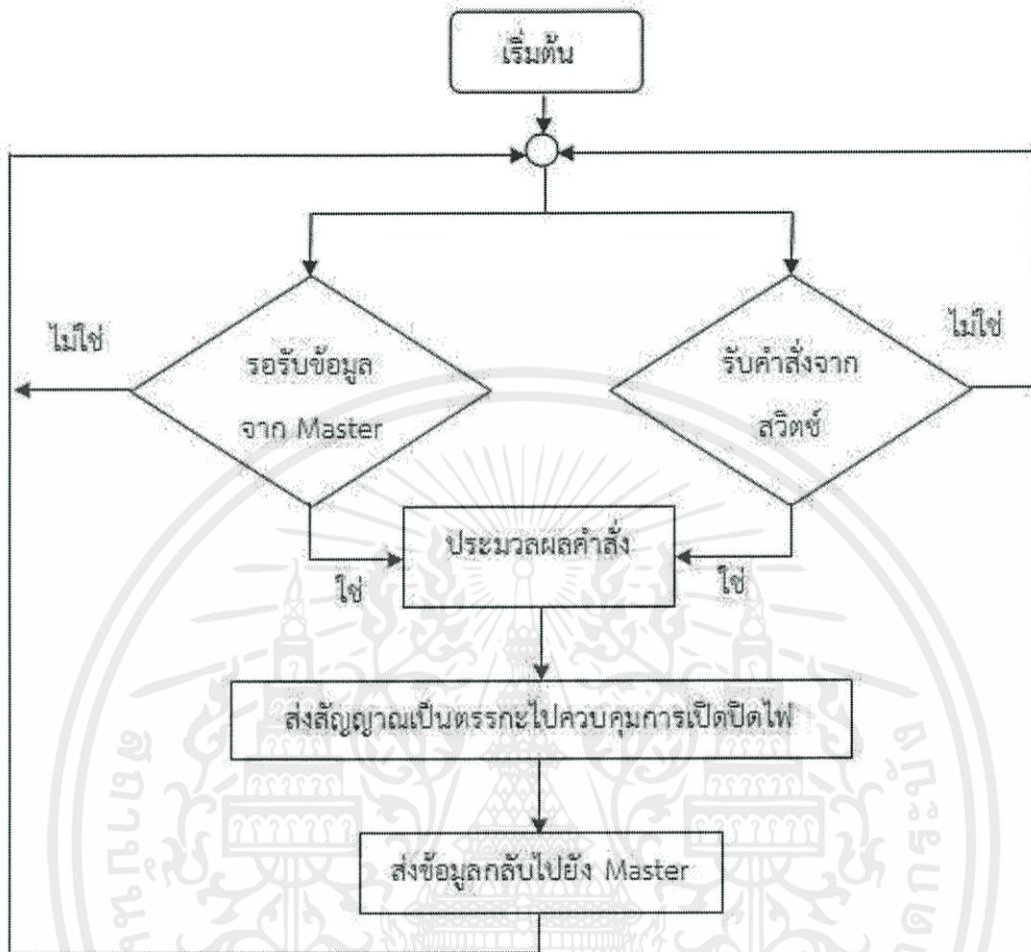 เริ่มต้น
ไม่ใช่
รอรับข้อมูล
จาก Master
รับคำสั่งจาก
สวิตช์
ไม่ใช่
ประมวลผลคำสั่ง
ใช่
ใช่
ส่งสัญญาณเป็นตรรกะไปควบคุมการเปิดปิดไฟ
ส่งข้อมูลกลับไปยัง Master